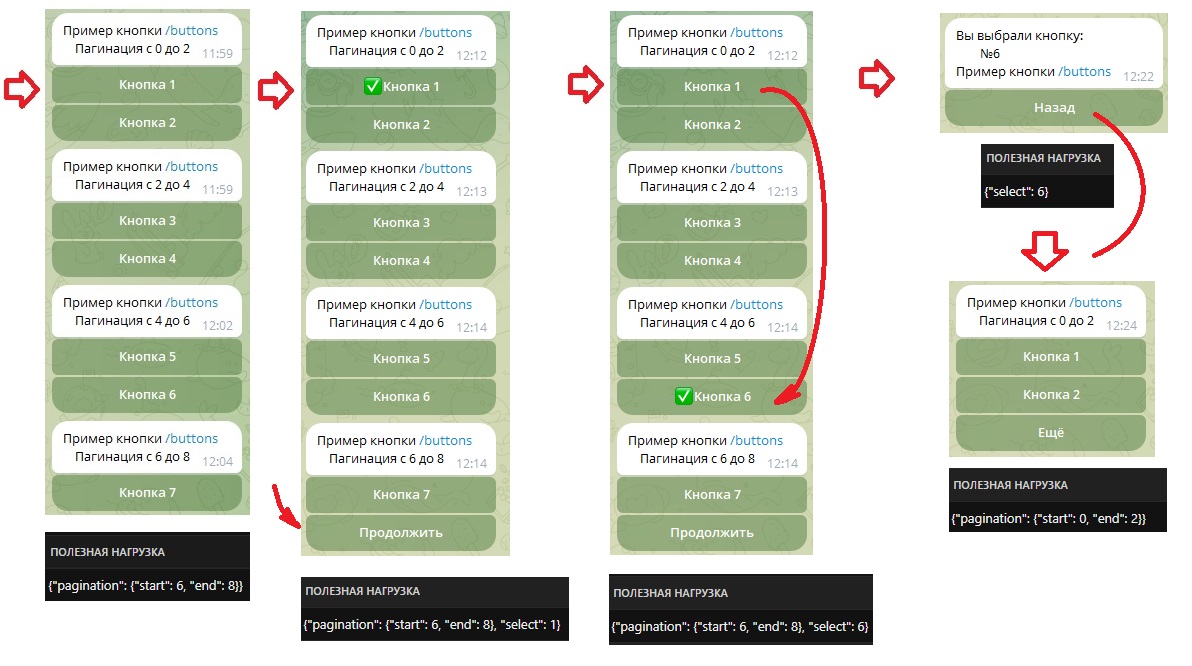 Пример кнопки /buttons
Пагинация с 0 до 2 11:59
Кнопка 1
Кнопка 2
Пример кнопки /buttons
Пагинация с 2 до 4 11:59
Кнопка 3
Кнопка 4
Пример кнопки /buttons
Пагинация с 4 до 6 12:02
Кнопка 5
Кнопка 6
Пример кнопки /buttons
Пагинация с 6 до 8 12:04
Кнопка 7
ПОЛЕЗНАЯ НАГРУЗКА
{"pagination": {"start": 6, "end": 8}}
Пример кнопки /buttons
Пагинация с 0 до 2 12:12
✅Кнопка 1
Кнопка 2
Пример кнопки /buttons
Пагинация с 2 до 4 12:13
Кнопка 3
Кнопка 4
Пример кнопки /buttons
Пагинация с 4 до 6 12:14
Кнопка 5
Кнопка 6
Пример кнопки /buttons
Пагинация с 6 до 8 12:14
Кнопка 7
Продолжить
ПОЛЕЗНАЯ НАГРУЗКА
{"pagination": {"start": 6, "end": 8}, "select": 1}
Пример кнопки /buttons
Пагинация с 0 до 2 12:12
Кнопка 1
Кнопка 2
Пример кнопки /buttons
Пагинация с 2 до 4 12:13
Кнопка 3
Кнопка 4
Пример кнопки /buttons
Пагинация с 4 до 6 12:14
Кнопка 5
✅Кнопка 6
Пример кнопки /buttons
Пагинация с 6 до 8 12:14
Кнопка 7
Продолжить
ПОЛЕЗНАЯ НАГРУЗКА
{"pagination": {"start": 6, "end": 8}, "select": 6}
Вы выбрали кнопку:
№6
Пример кнопки /buttons 12:22
Назад
ПОЛЕЗНАЯ НАГРУЗКА
{"select": 6}
Пример кнопки /buttons
Пагинация с 0 до 2 12:24
Кнопка 1
Кнопка 2
Ещё
ПОЛЕЗНАЯ НАГРУЗКА
{"pagination": {"start": 0, "end": 2}}